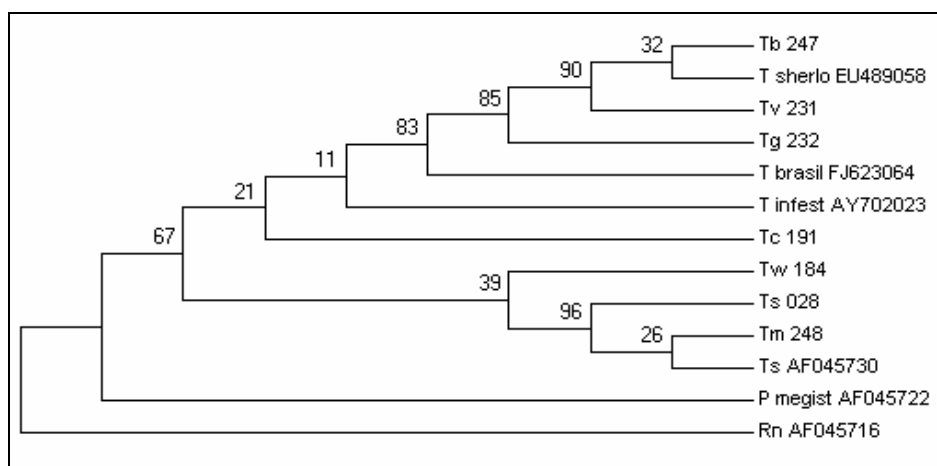 32
Tb 247
T sherlo EU489058
90
Tv 231
85
Tg 232
83
T brasil FJ623064
11
T infest AY702023
21
Tc 191
67
Tw 184
39
Ts 028
96
Tm 248
26
Ts AF045730
P megist AF045722
Rn AF045716